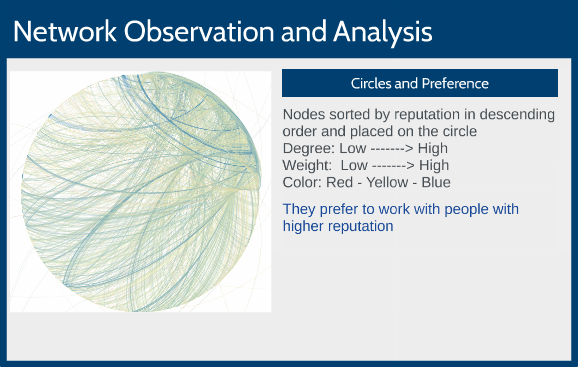 Network Observation and Analysis
Circles and Preference
Nodes sorted by reputation in descending
order and placed on the circle
Degree: Low -------> High
Weight:  Low -------> High
Color: Red - Yellow - Blue
They prefer to work with people with
higher reputation